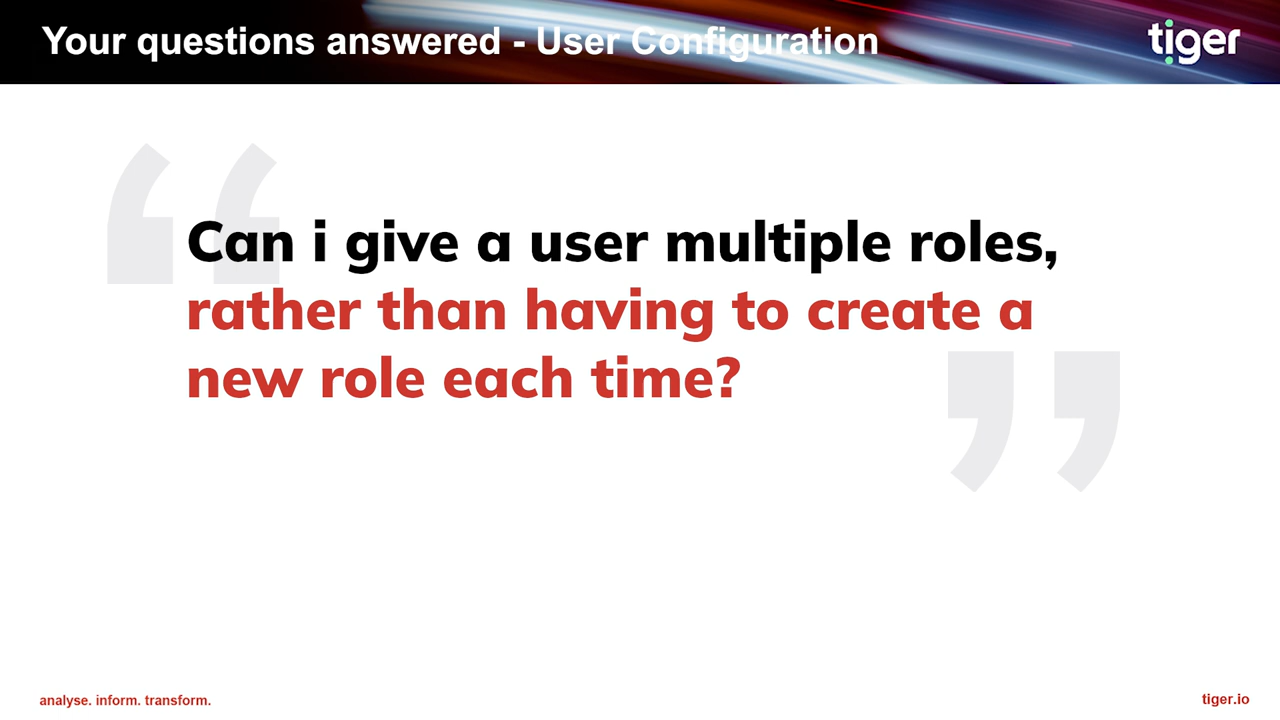 Your questions answered - User Configuration
tiger
Can i give a user multiple roles,
rather than having to create a
new role each time?
analyse. inform. transform.
tiger.io